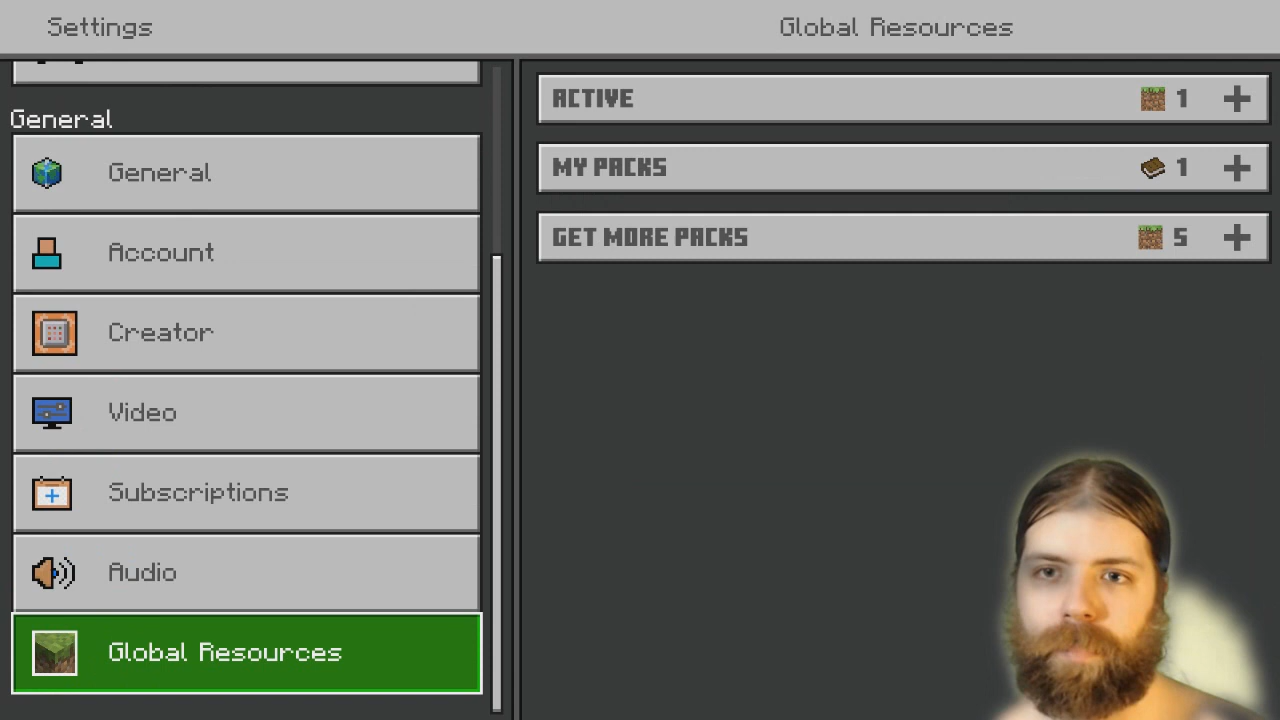 Settings
Global Resources
General
General
Account
Creator
Video
Subscriptions
Audio
Global Resources
ACTIVE 1
MY PACKS 1
GET MORE PACKS 5